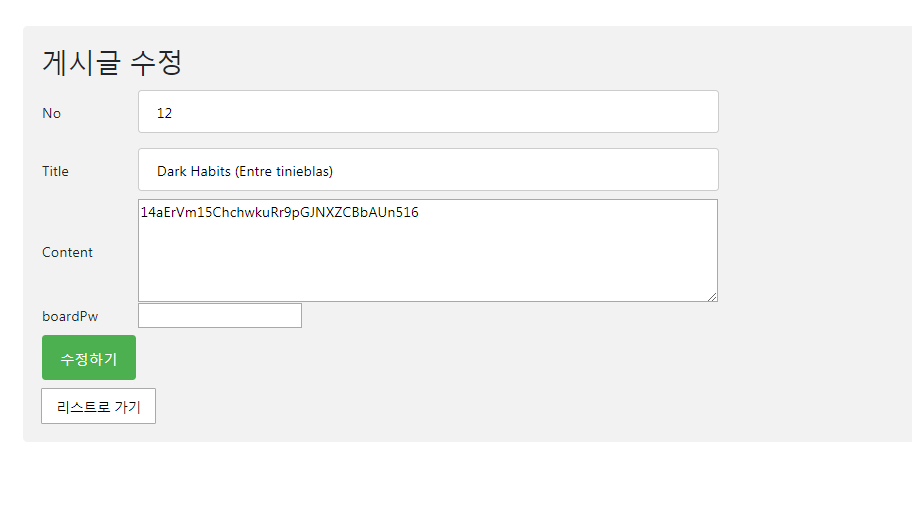 게시글 수정
No 12
Title Dark Habits (Entre tinieblas)
14aErVm15ChchwkuRr9pGJNXZCBbAUn516
Content
boardPw
수정하기
리스트로 가기